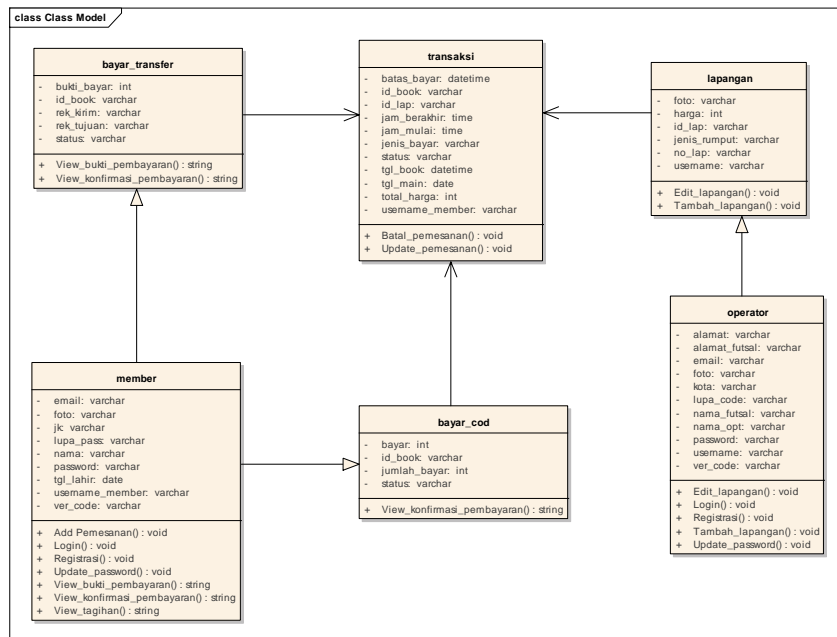 class Class Model
bayar_transfer
- bukti_bayar: int
- id_book: varchar
- rek_kirim: varchar
- rek_tujuan: varchar
- status: varchar
+ View_bukti_pembayaran() : string
+ View_konfirmasi_pembayaran() : string
transaksi
- batas_bayar: datetime
- id_book: varchar
- id_lap: varchar
- jam_berakhir: time
- jam_mulai: time
- jenis_bayar: varchar
- status: varchar
- tgl_book: datetime
- tgl_main: date
- total_harga: int
- username_member: varchar
+ Batal_pemesanan() : void
+ Update_pemesanan() : void
lapangan
- foto: varchar
- harga: int
- id_lap: varchar
- jenis_rumput: varchar
- no_lap: varchar
- username: varchar
+ Edit_lapangan() : void
+ Tambah_lapangan() : void
member
- email: varchar
- foto: varchar
- jk: varchar
- lupa_pass: varchar
- nama: varchar
- password: varchar
- tgl_lahir: date
- username_member: varchar
- ver_code: varchar
+ Add Pemesanan() : void
+ Login() : void
+ Registrasi() : void
+ Update_password() : void
+ View_bukti_pembayaran() : string
+ View_konfirmasi_pembayaran() : string
+ View_tagihan() : string
bayar_cod
- bayar: int
- id_book: varchar
- jumlah_bayar: int
- status: varchar
+ View_konfirmasi_pembayaran() : string
operator
- alamat: varchar
- alamat_futsal: varchar
- email: varchar
- foto: varchar
- kota: varchar
- lupa_code: varchar
- nama_futsal: varchar
- nama_opt: varchar
- password: varchar
- username: varchar
- ver_code: varchar
+ Edit_lapangan() : void
+ Login() : void
+ Registrasi() : void
+ Tambah_lapangan() : void
+ Update_password() : void